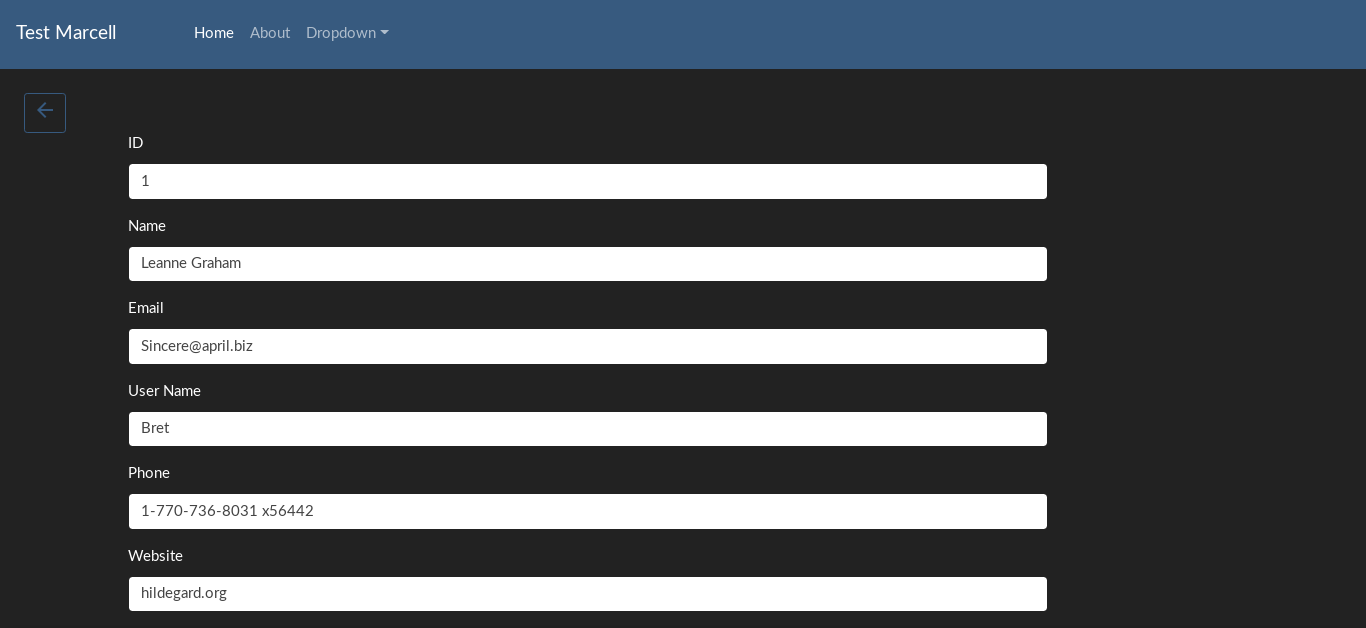 Test Marcell Home About Dropdown
ID
1
Name
Leanne Graham
Email
Sincere@april.biz
User Name
Bret
Phone
1-770-736-8031 x56442
Website
hildegard.org